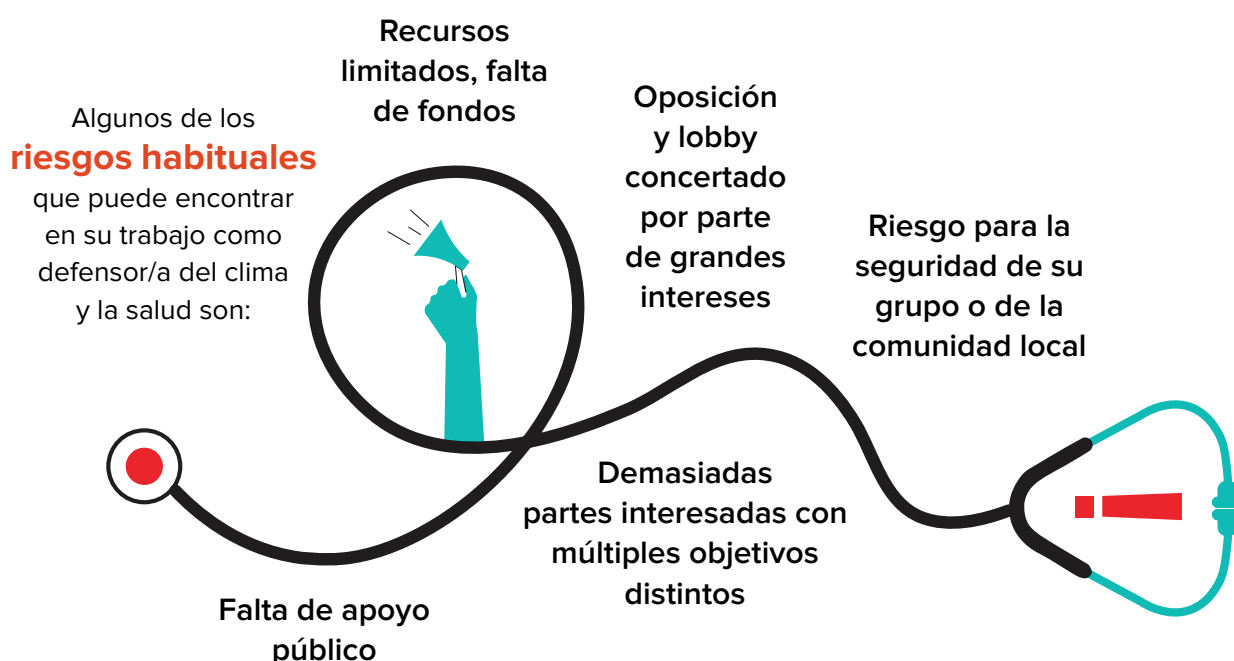 Algunos de los
riesgos habituales
que puede encontrar
en su trabajo como
defensor/a del clima
y la salud son:
Recursos
limitados, falta
de fondos
Oposición
y lobby
concertado
por parte
de grandes
intereses
Riesgo para la
seguridad de su
grupo o de la
comunidad local
Demasiadas
partes interesadas con
múltiples objetivos
distintos
Falta de apoyo
público